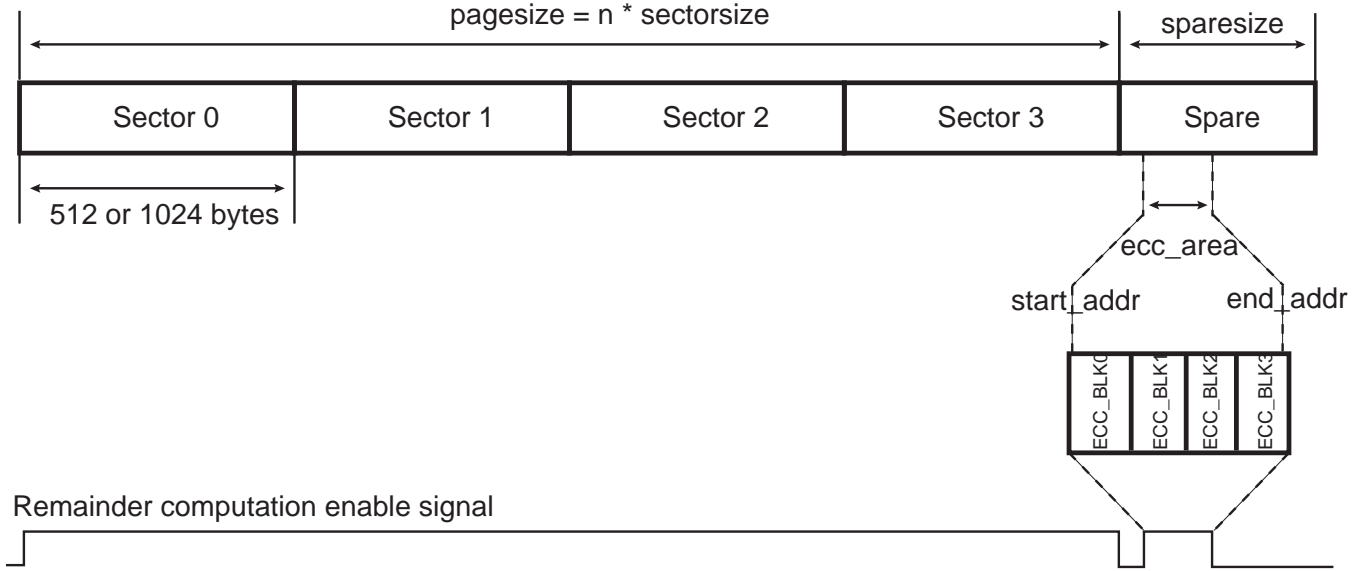 pagesize = n * sectorsize
sparesize
Sector 0
Sector 1
Sector 2
Sector 3
Spare
512 or 1024 bytes
ecc_area
start_addr
end_addr
ECC_BLK0
ECC_BLK1
ECC_BLK2
ECC_BLK3
Remainder computation enable signal